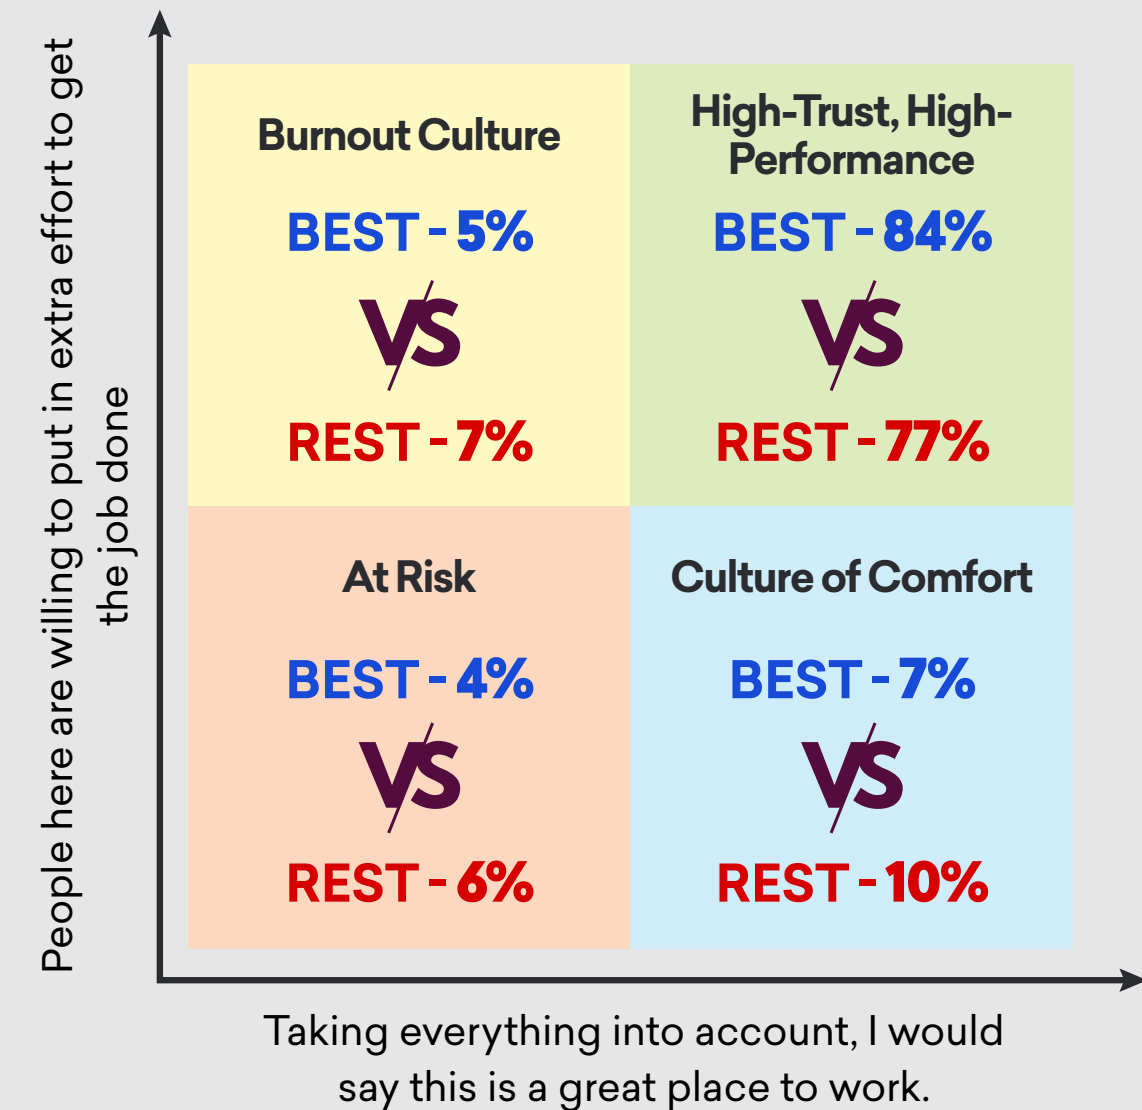 People here are willing to put in extra effort to get
the job done
Burnout Culture
BEST - 5%
VS
REST - 7%
High-Trust, High-
Performance
BEST - 84%
VS
REST - 77%
At Risk
BEST - 4%
VS
REST - 6%
Culture of Comfort
BEST - 7%
VS
REST - 10%
Taking everything into account, I would
say this is a great place to work.